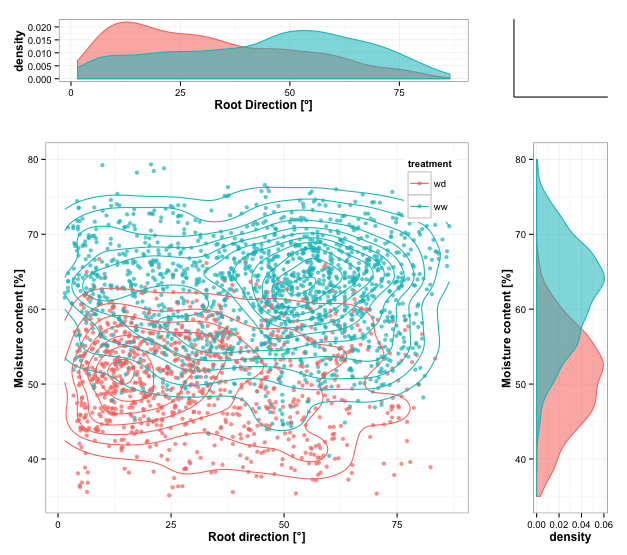 density
0.020
0.015
0.010
0.005
0.000
0 25 50 75
Root Direction [º]
80
70
60
50
40
Moisture content [%]
treatment
wd
ww
0 25 50 75
Root direction [°]
80
70
60
50
40
Moisture content [%]
0.00 0.02 0.04 0.06
density